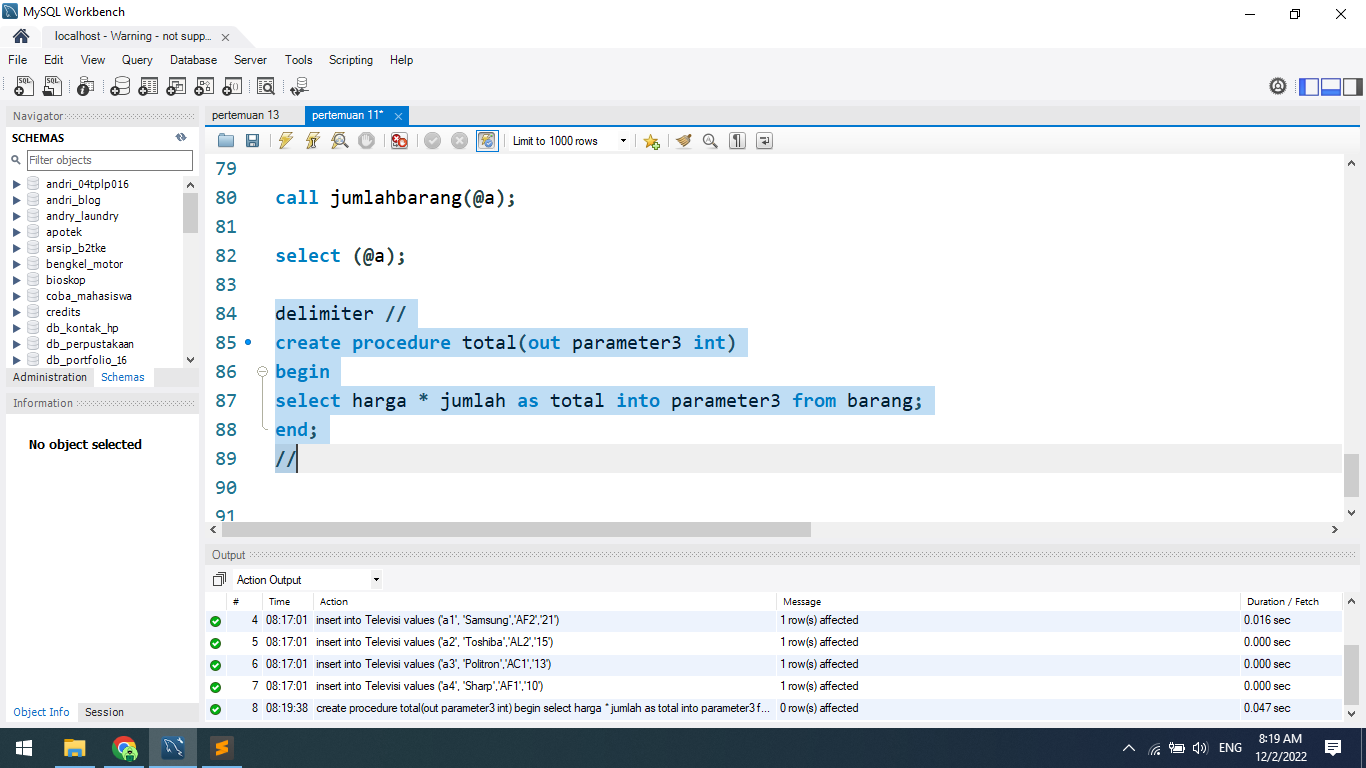 MySQL Workbench
localhost - Warning - not supp...
File Edit View Query Database Server Tools Scripting Help
Navigator
SCHEMAS
Filter objects
andri_04tplp016
andri_blog
andry_laundry
apotek
arsip_b2tke
bengkel_motor
bioskop
coba_mahasiswa
credits
db_kontak_hp
db_perpustakaan
db_portfolio_16
Administration Schemas
Information
No object selected
Object Info Session
pertemuan 13 pertemuan 11*
Limit to 1000 rows
79
80 call jumlahbarang(@a);
81
82 select (@a);
83
84 delimiter //
85 create procedure total(out parameter3 int)
86 begin
87 select harga * jumlah as total into parameter3 from barang;
88 end;
89 //
90
91
Output
Action Output
# Time Action Message Duration / Fetch
4 08:17:01 insert into Televisi values ('a1', 'Samsung','AF2','21') 1 row(s) affected 0.016 sec
5 08:17:01 insert into Televisi values ('a2', 'Toshiba','AL2','15') 1 row(s) affected 0.000 sec
6 08:17:01 insert into Televisi values ('a3', 'Politron','AC1','13') 1 row(s) affected 0.000 sec
7 08:17:01 insert into Televisi values ('a4', 'Sharp','AF1','10') 1 row(s) affected 0.000 sec
8 08:19:38 create procedure total(out parameter3 int) begin select harga * jumlah as total into parameter3 f... 0 row(s) affected 0.047 sec
ENG
8:19 AM
12/2/2022